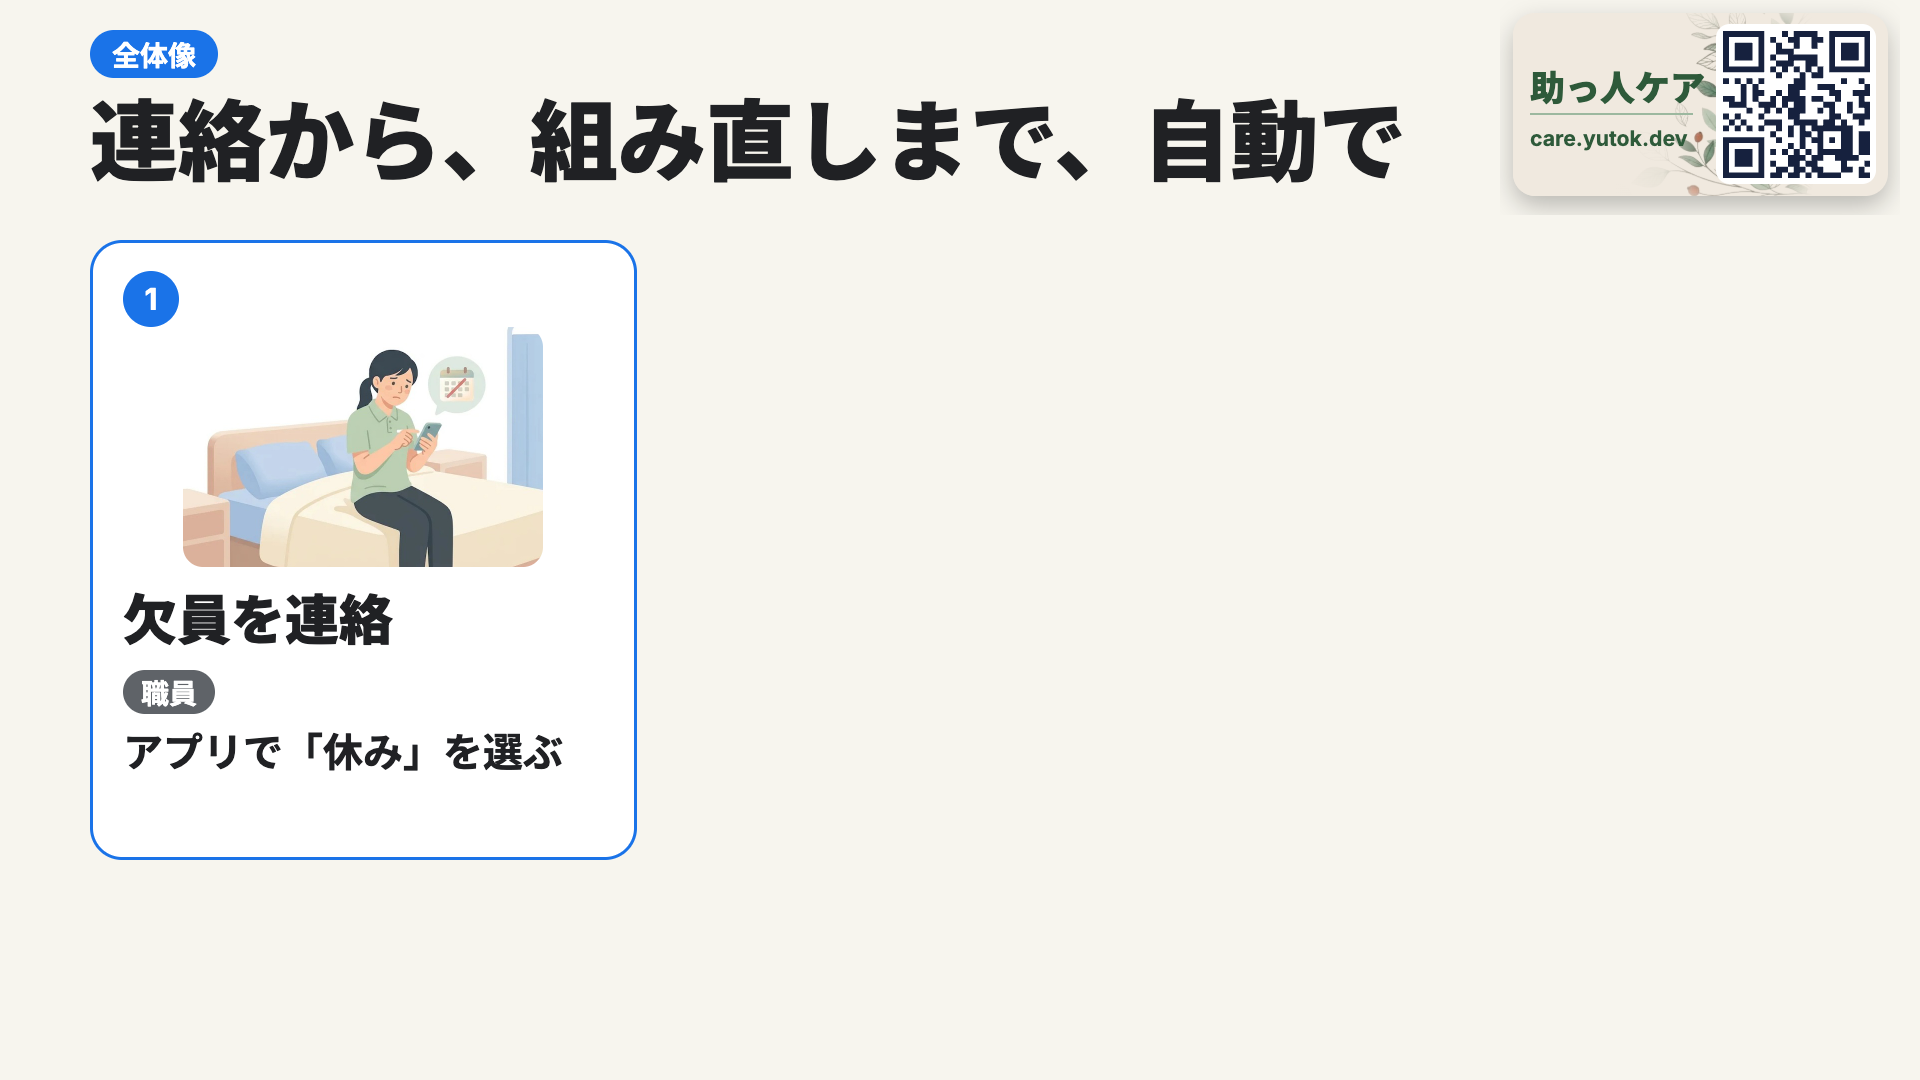 全体像
連絡から、組み直しまで、自動で
助っ人ケア
care.yutok.dev
1
欠員を連絡
職員
アプリで「休み」を選ぶ